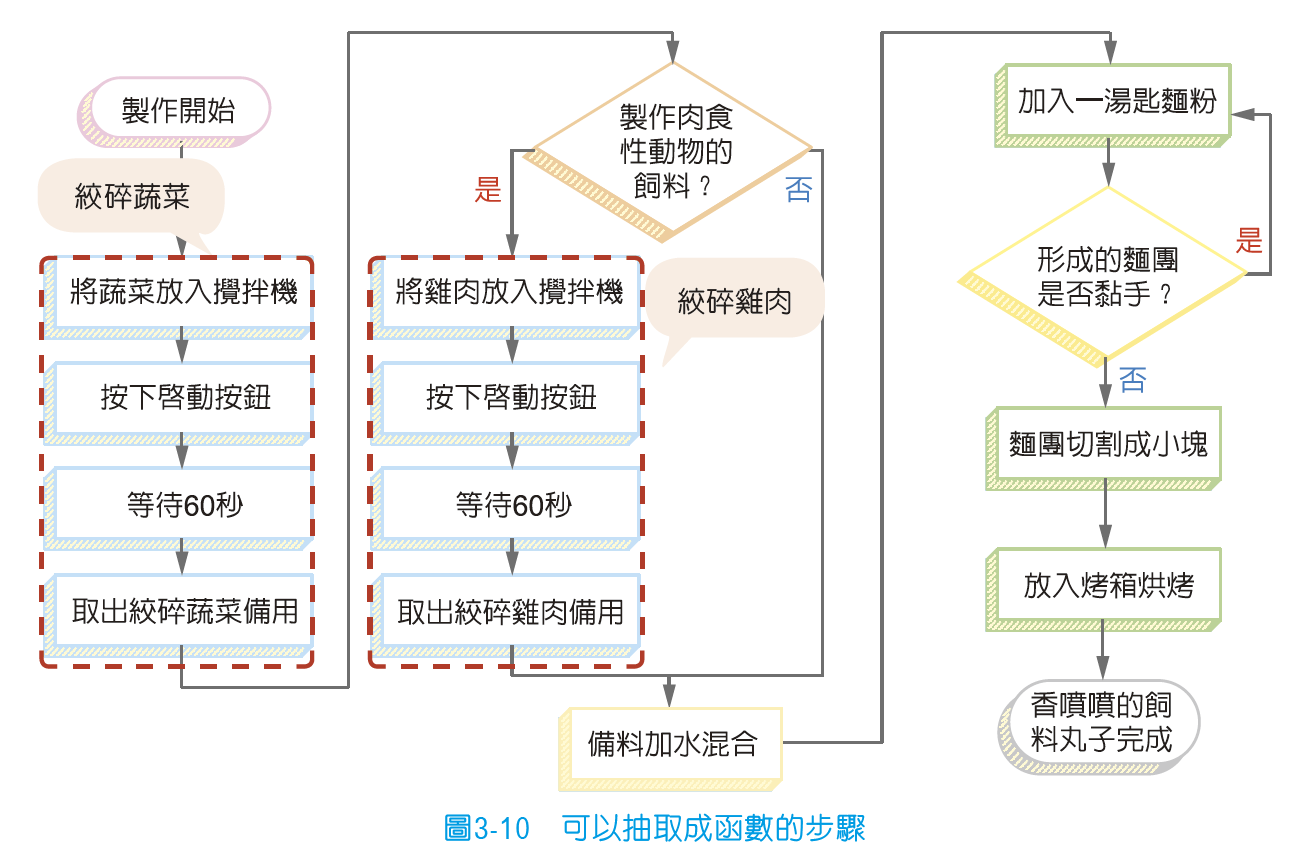 製作開始
絞碎蔬菜
將蔬菜放入攪拌機
按下啓動按鈕
等待60秒
取出絞碎蔬菜備用
製作肉食
性動物的
飼料？
是
否
將雞肉放入攪拌機
絞碎雞肉
按下啓動按鈕
等待60秒
取出絞碎雞肉備用
備料加水混合
加入一湯匙麵粉
形成的麵團
是否黏手？
是
否
麵團切割成小塊
放入烤箱烘烤
香噴噴的飼
料丸子完成
圖3-10　可以抽取成函數的步驟